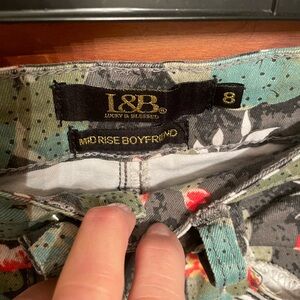 L&B®
LUCKY & BLESSED
8
MID RISE BOYFRIEND